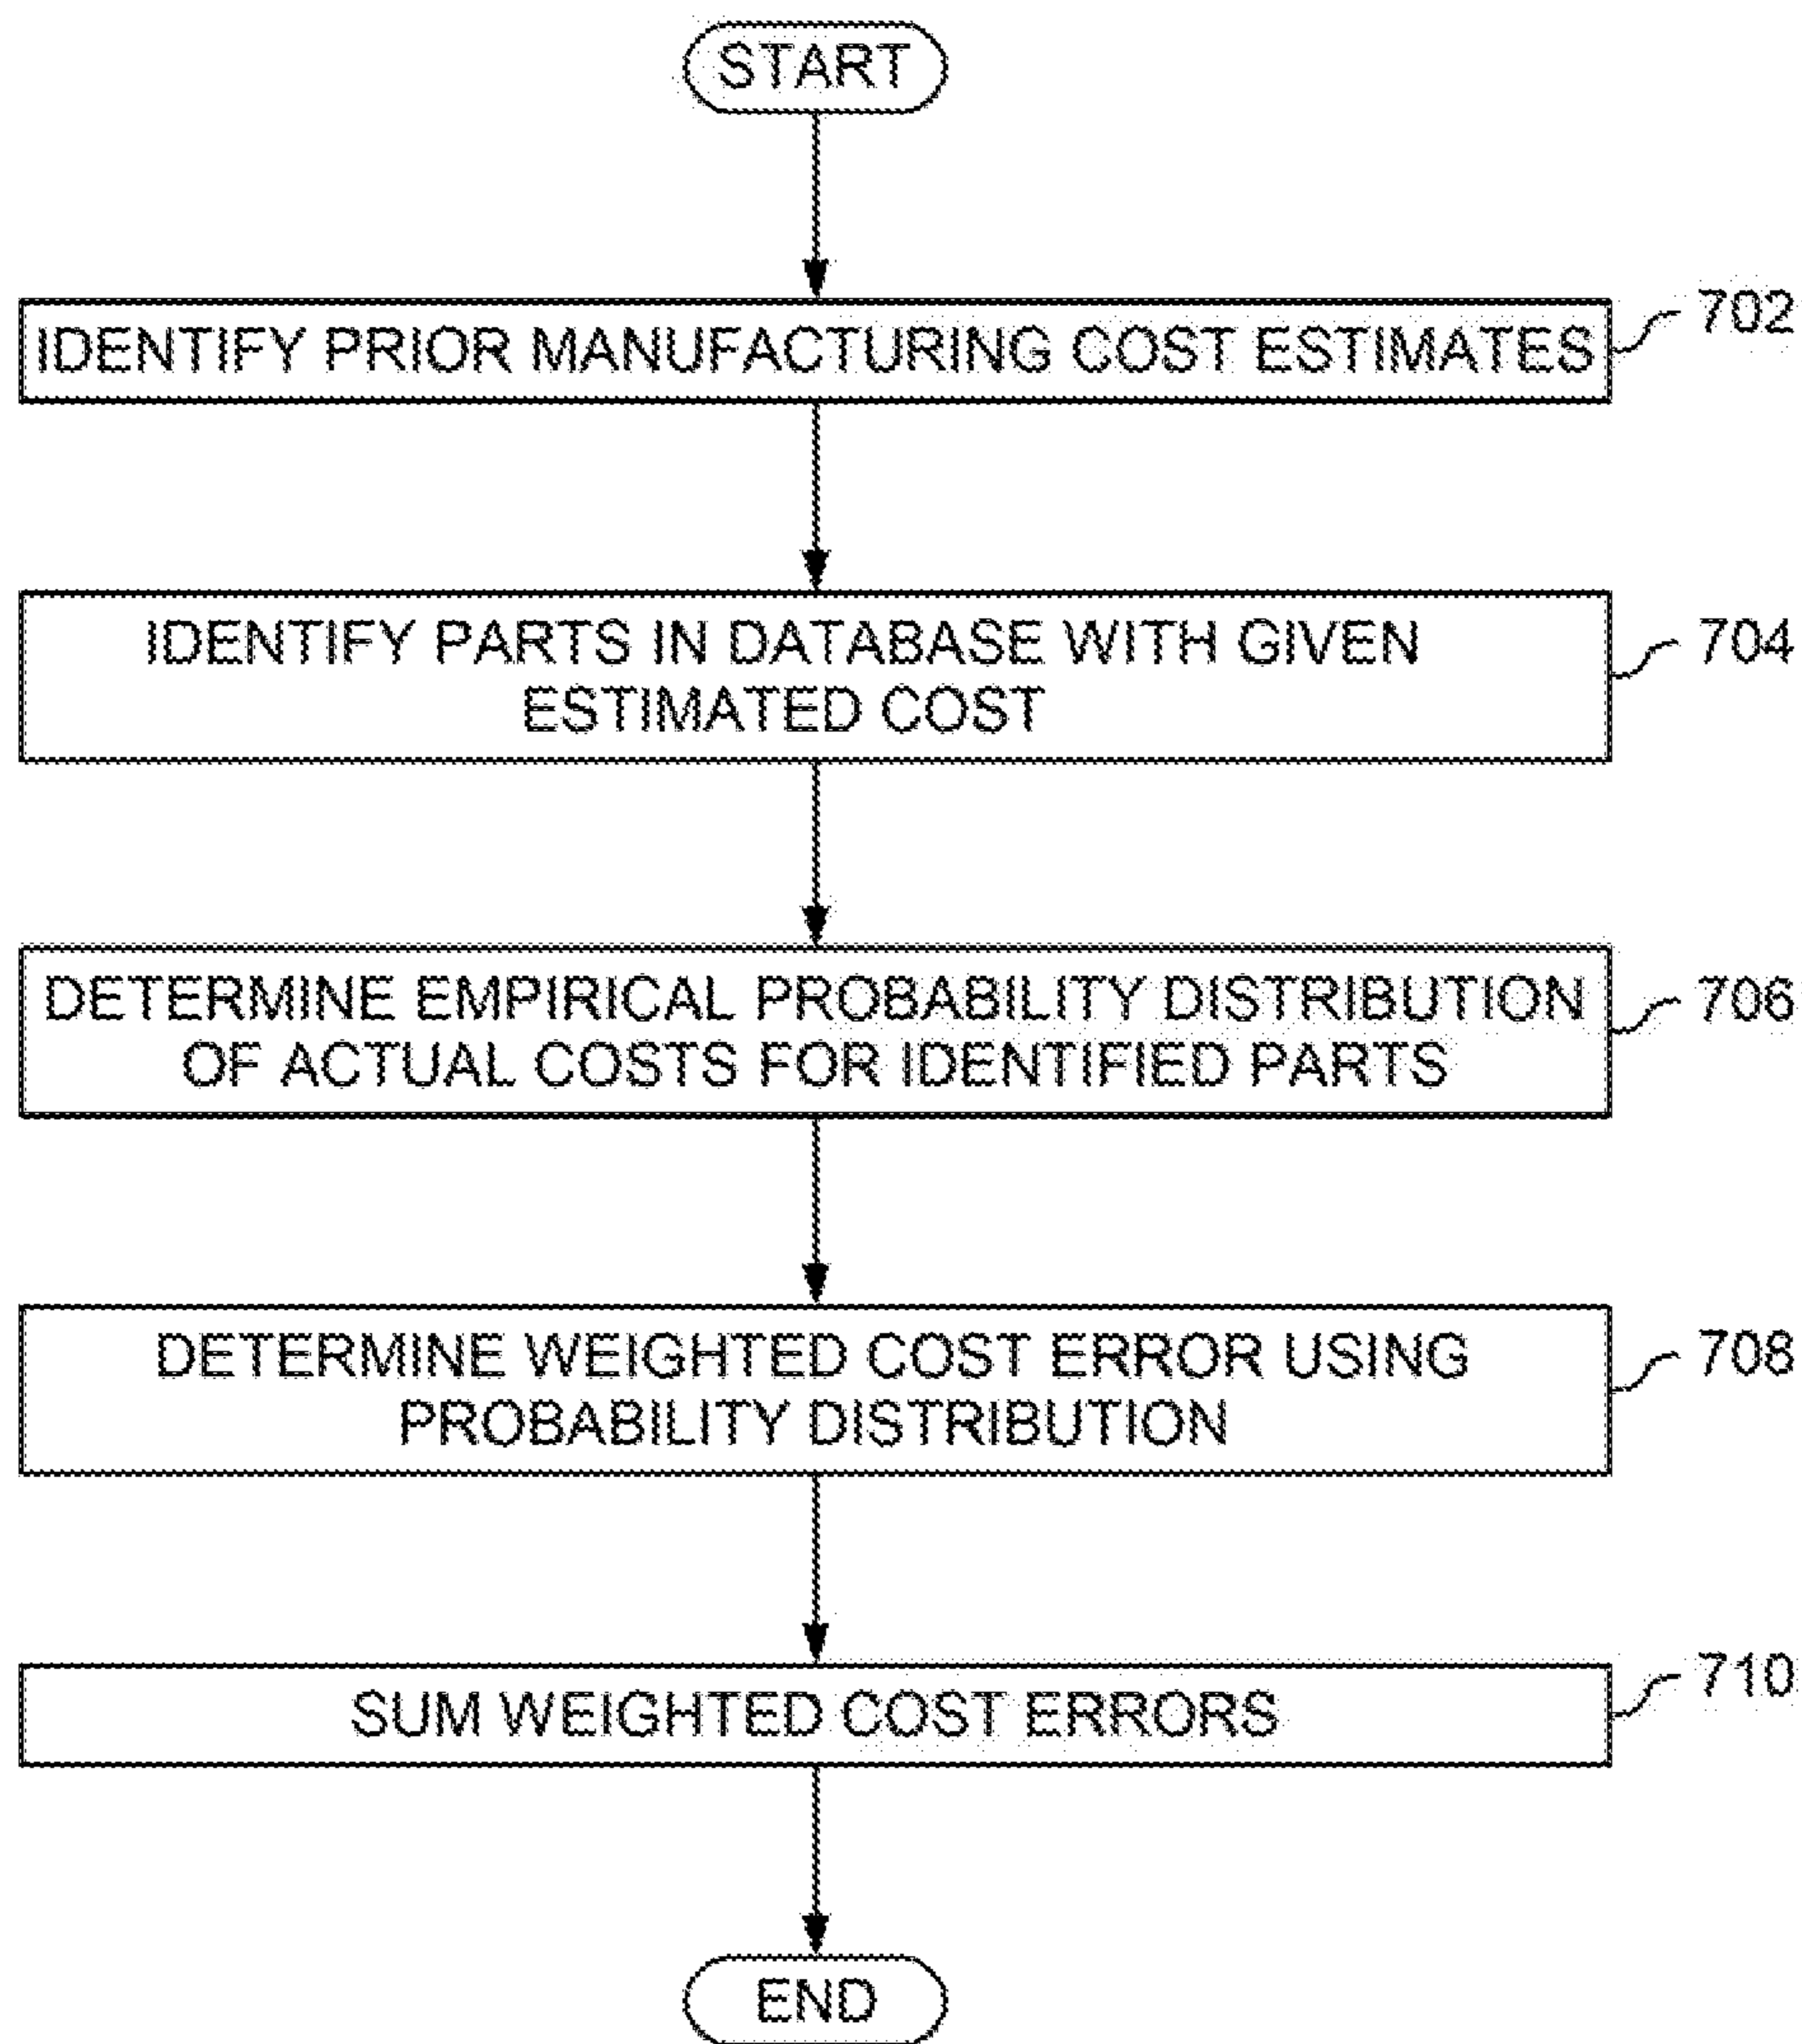 START
IDENTIFY PRIOR MANUFACTURING COST ESTIMATES
702
IDENTIFY PARTS IN DATABASE WITH GIVEN
ESTIMATED COST
704
DETERMINE EMPIRICAL PROBABILITY DISTRIBUTION
OF ACTUAL COSTS FOR IDENTIFIED PARTS
706
DETERMINE WEIGHTED COST ERROR USING
PROBABILITY DISTRIBUTION
708
SUM WEIGHTED COST ERRORS
710
END